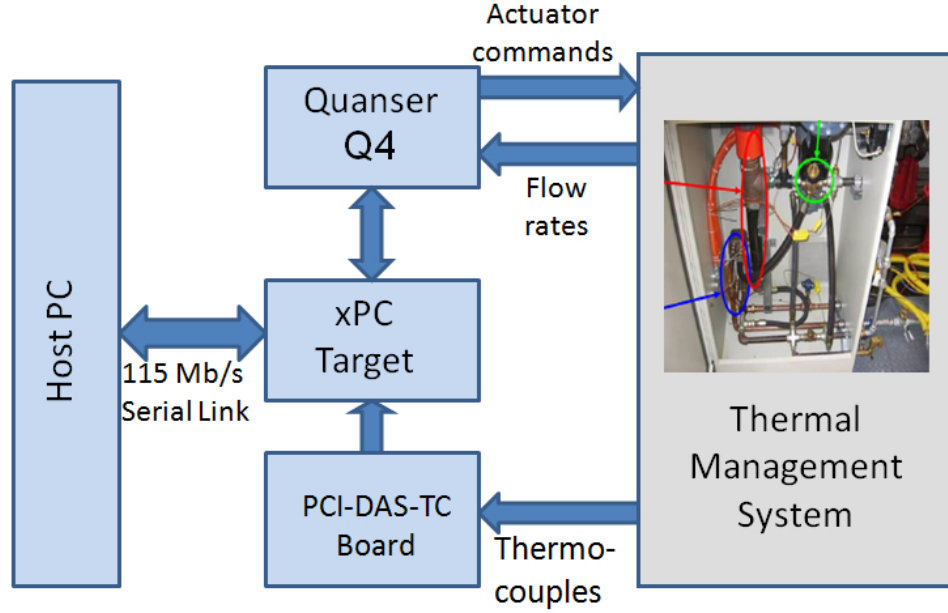 Actuator
commands
Quanser
Q4
Flow
rates
Host PC
xPC
Target
115 Mb/s
Serial Link
PCI-DAS-TC
Board
Thermo-
couples
Thermal
Management
System